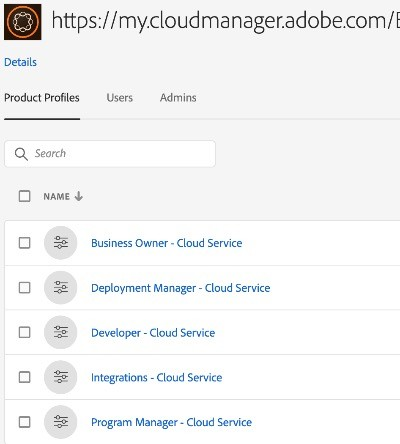 https://my.cloudmanager.adobe.com/
Details
Product Profiles Users Admins
Search
NAME
Business Owner - Cloud Service
Deployment Manager - Cloud Service
Developer - Cloud Service
Integrations - Cloud Service
Program Manager - Cloud Service